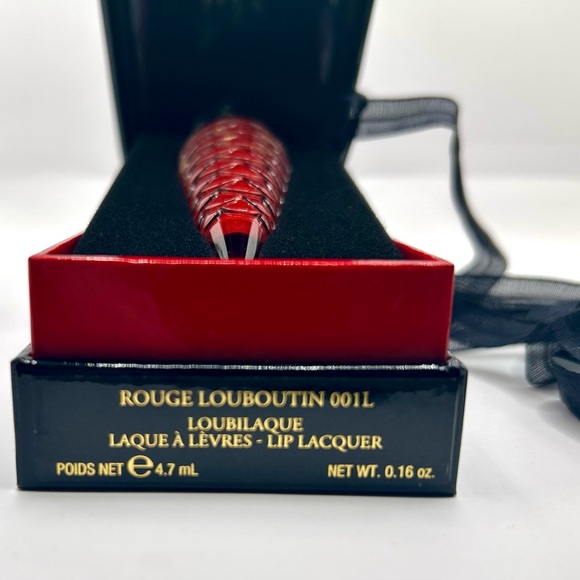 ROUGE LOUBOUTIN 001L
LOUBILAQUE
LAQUE À LÈVRES - LIP LACQUER
POIDS NET ℮ 4.7 mL NET WT. 0.16 oz.